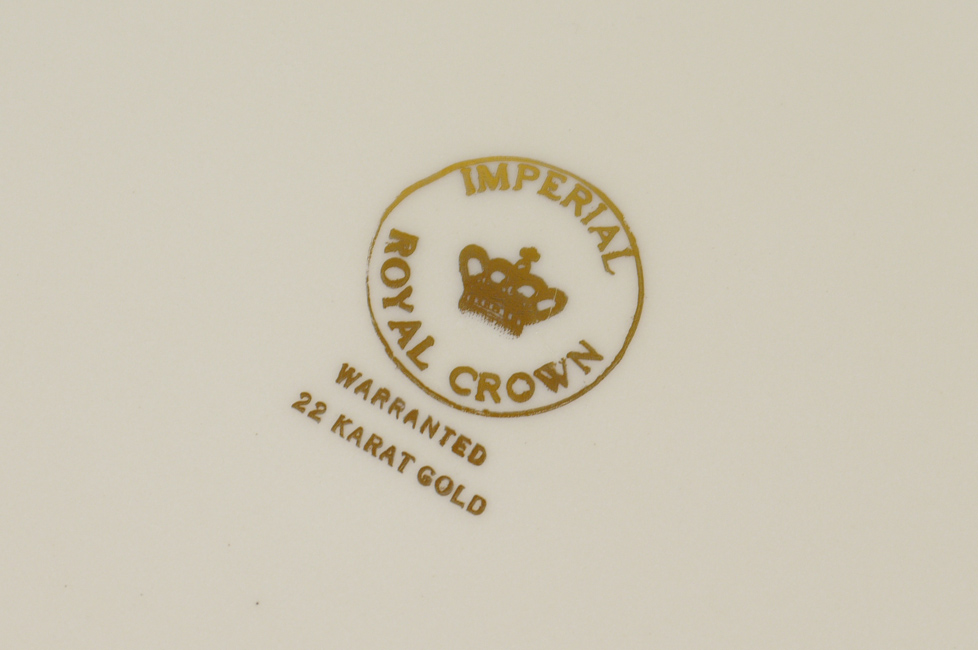 IMPERIAL
ROYAL CROWN
WARRANTED
22 KARAT GOLD